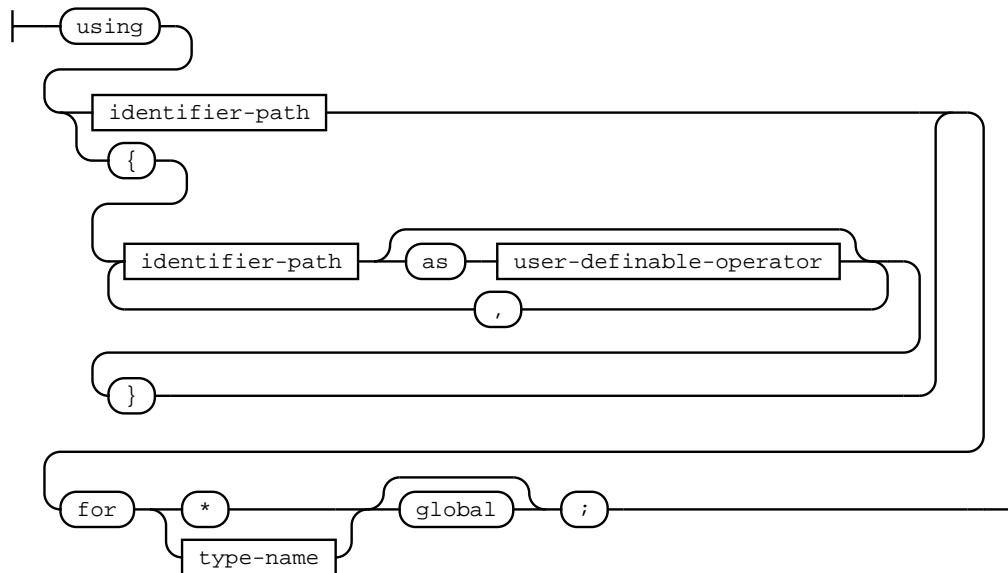 using
identifier-path
{
identifier-path as user-definable-operator
,
}
for * global ;
type-name